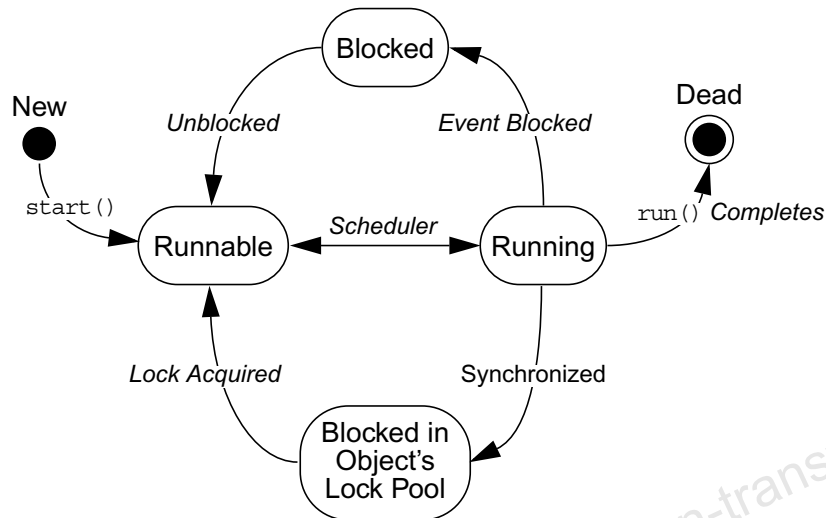 Blocked
New
Dead
Unblocked
Event Blocked
start()
run() Completes
Runnable
Scheduler
Running
Lock Acquired
Synchronized
Blocked in
Object's
Lock Pool